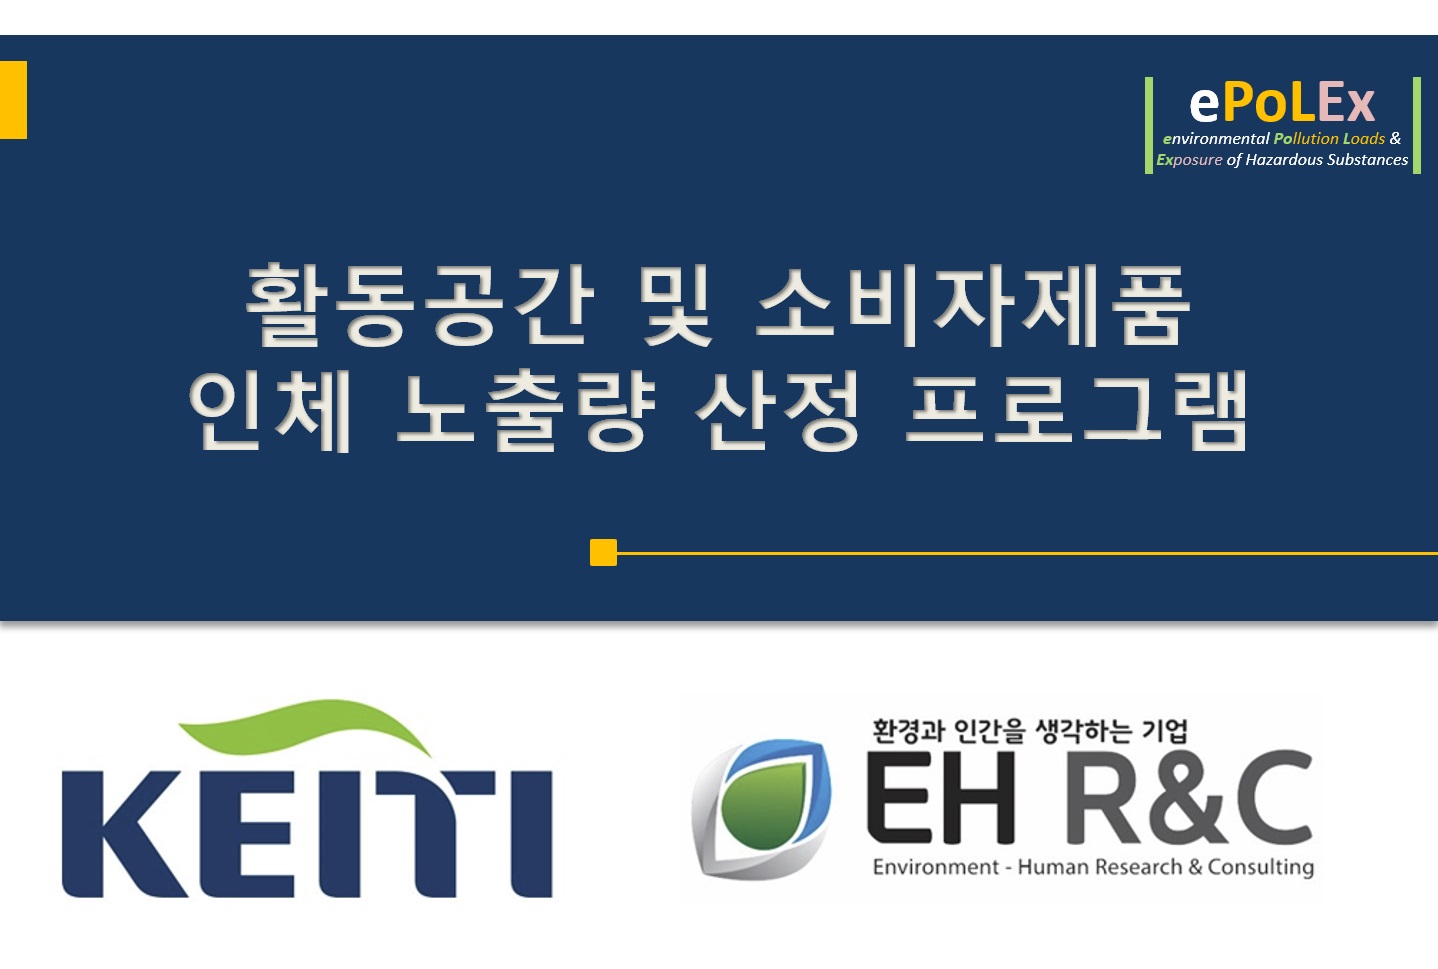 ePoLEx
environmental Pollution Loads &
Exposure of Hazardous Substances
활동공간 및 소비자제품
인체 노출량 산정 프로그램
KEITI
환경과 인간을 생각하는 기업
EH R&C
Environment - Human Research & Consulting